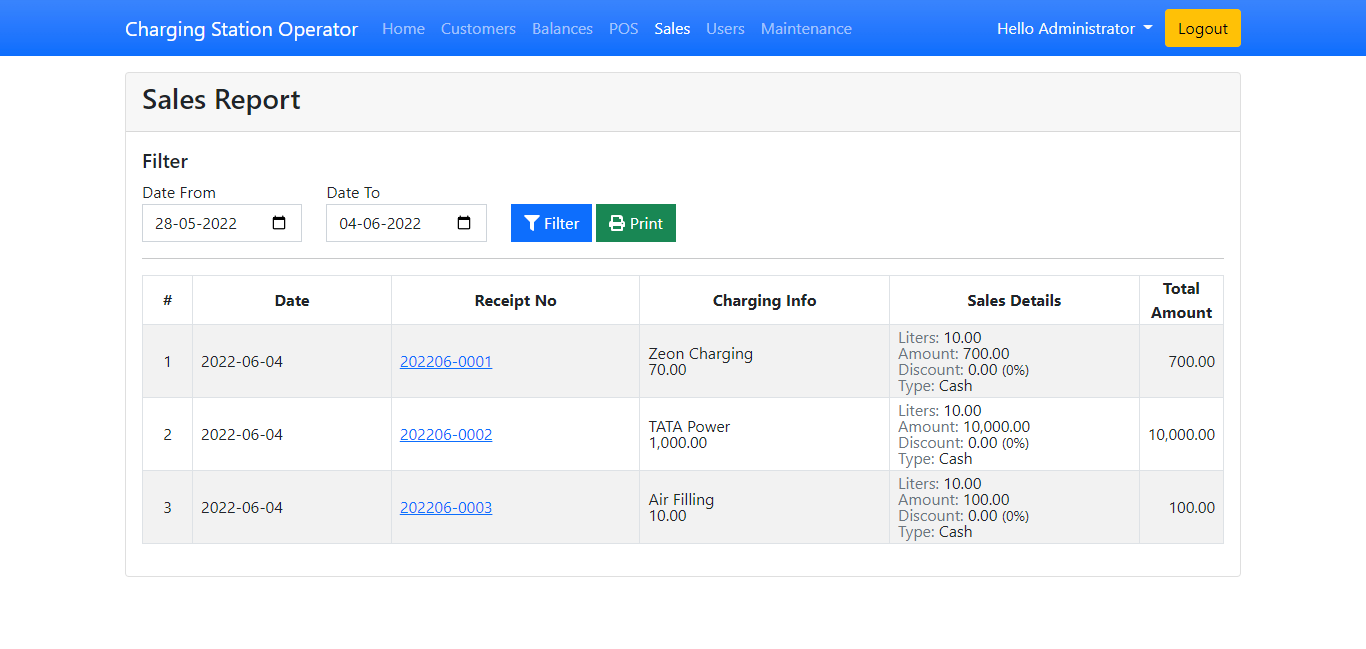 Charging Station Operator Home Customers Balances POS Sales Users Maintenance Hello Administrator Logout
Sales Report
Filter
Date From Date To
28-05-2022 04-06-2022 Filter Print
# Date Receipt No Charging Info Sales Details Total Amount
1 2022-06-04 202206-0001 Zeon Charging 70.00
Liters: 10.00
Amount: 700.00
Discount: 0.00 (0%)
Type: Cash
700.00
2 2022-06-04 202206-0002 TATA Power 1,000.00
Liters: 10.00
Amount: 10,000.00
Discount: 0.00 (0%)
Type: Cash
10,000.00
3 2022-06-04 202206-0003 Air Filling 10.00
Liters: 10.00
Amount: 100.00
Discount: 0.00 (0%)
Type: Cash
100.00